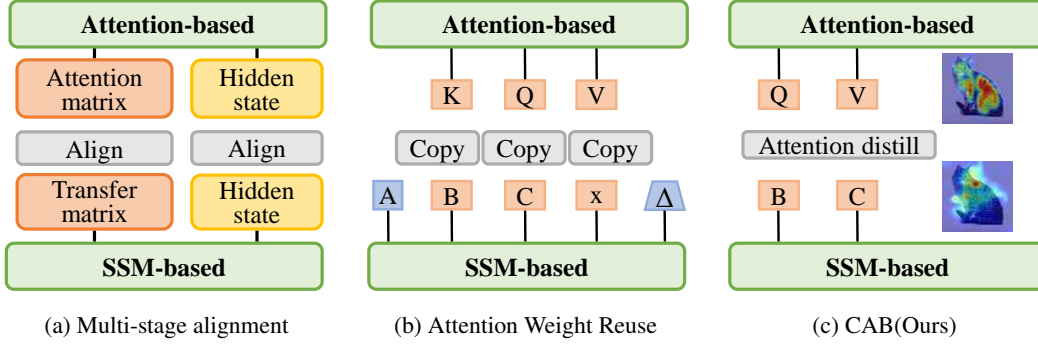 Attention-based
Attention
matrix
Hidden
state
Align
Align
Transfer
matrix
Hidden
state
SSM-based
(a) Multi-stage alignment
Attention-based
K Q V
Copy Copy Copy
A B C x Δ
SSM-based
(b) Attention Weight Reuse
Attention-based
Q V
Attention distill
B C
SSM-based
(c) CAB(Ours)